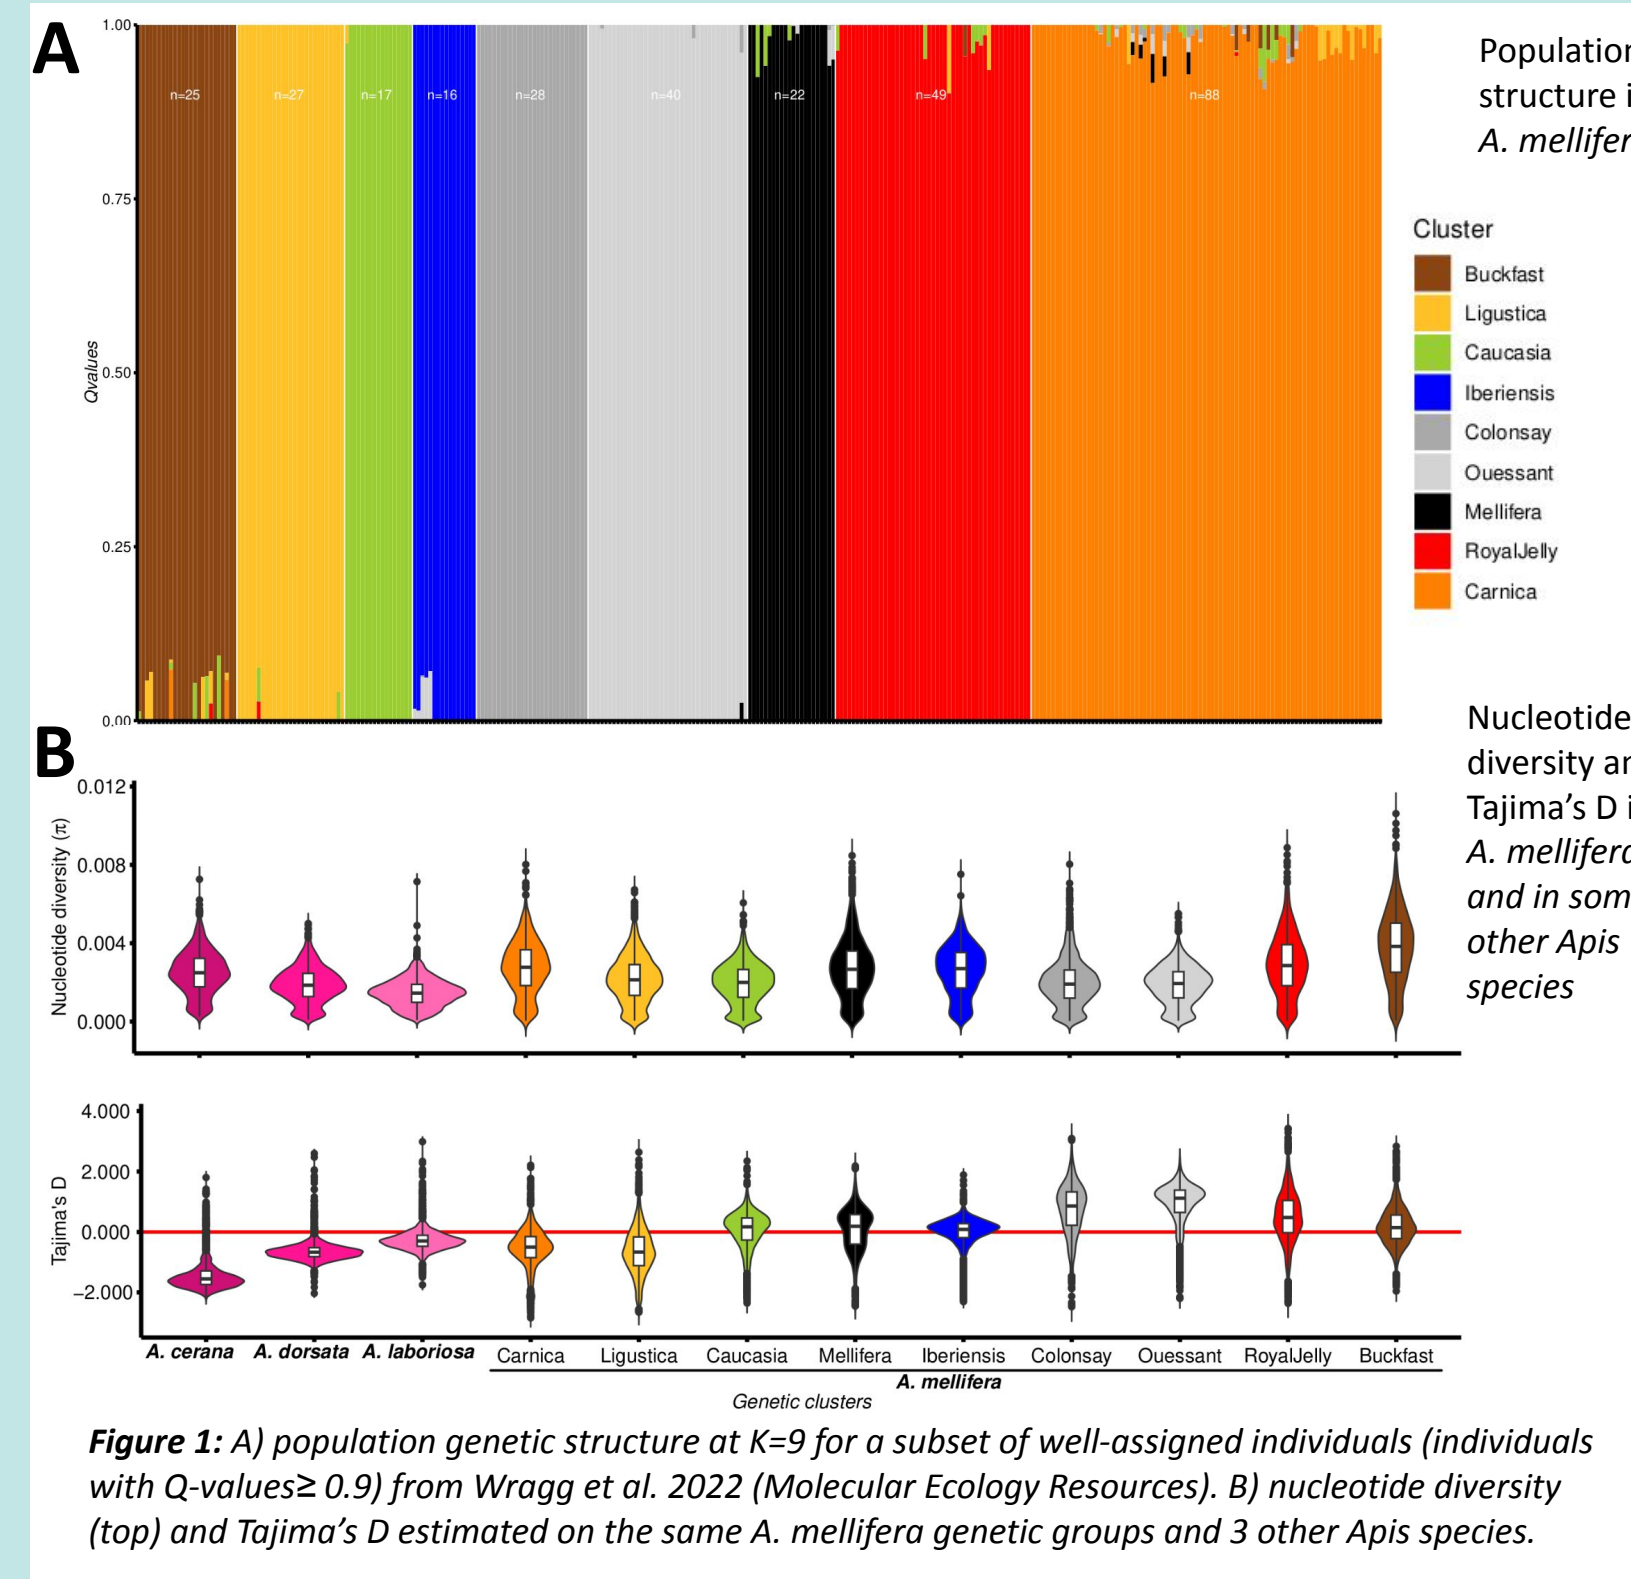 A
1.00
0.75
0.50
0.25
0.00
Qvalues
n=25
n=27
n=17
n=16
n=28
n=40
n=22
n=49
n=88
Population
structure i
A. mellifer
Cluster
Buckfast
Ligustica
Caucasia
Iberiensis
Colonsay
Ouessant
Mellifera
RoyalJelly
Carnica
B
0.012
0.008
0.004
0.000
Nucleotide diversity (π)
Nucleotide
diversity an
Tajima's D i
A. mellifera
and in som
other Apis
species
4.000
2.000
0.000
−2.000
Tajima's D
A. cerana A. dorsata A. laboriosa Carnica Ligustica Caucasia Mellifera Iberiensis Colonsay Ouessant RoyalJelly Buckfast
A. mellifera
Genetic clusters
Figure 1: A) population genetic structure at K=9 for a subset of well-assigned individuals (individuals
with Q-values≥ 0.9) from Wragg et al. 2022 (Molecular Ecology Resources). B) nucleotide diversity
(top) and Tajima's D estimated on the same A. mellifera genetic groups and 3 other Apis species.